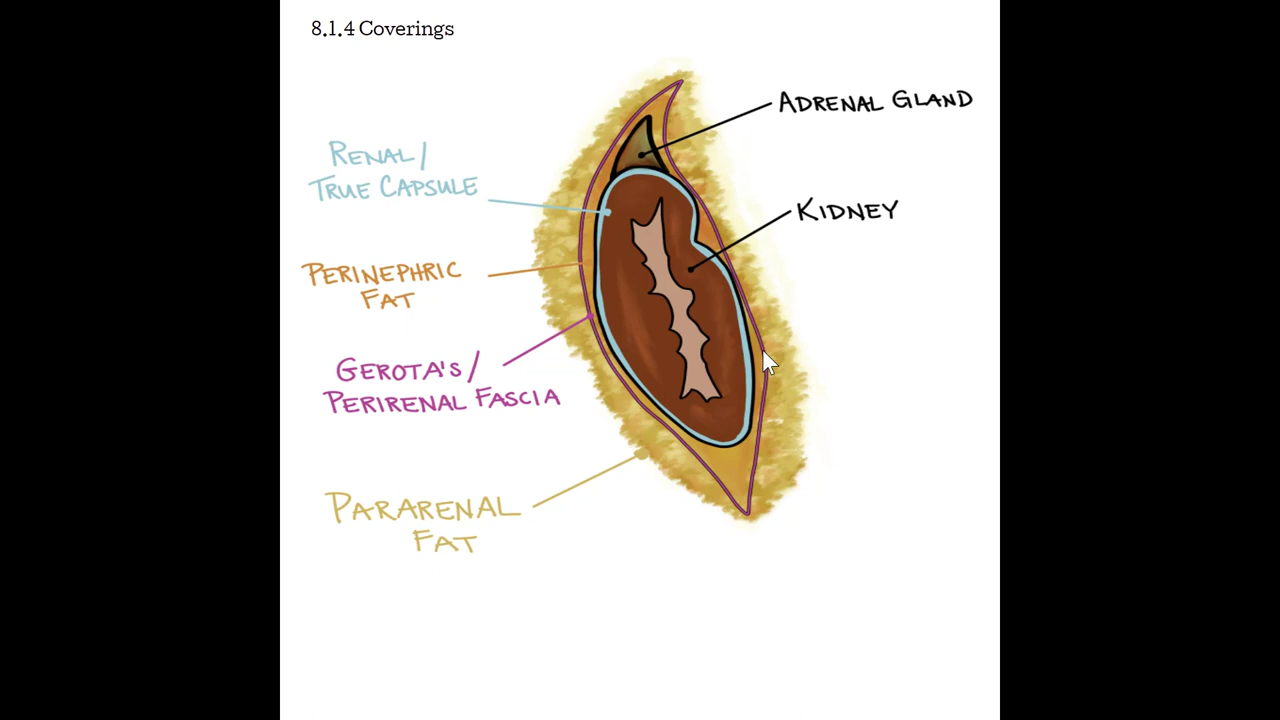 8.1.4 Coverings
ADRENAL GLAND
RENAL/
TRUE CAPSULE
KIDNEY
PERINEPHRIC
FAT
GEROTA'S/
PERIRENAL FASCIA
PARARENAL
FAT